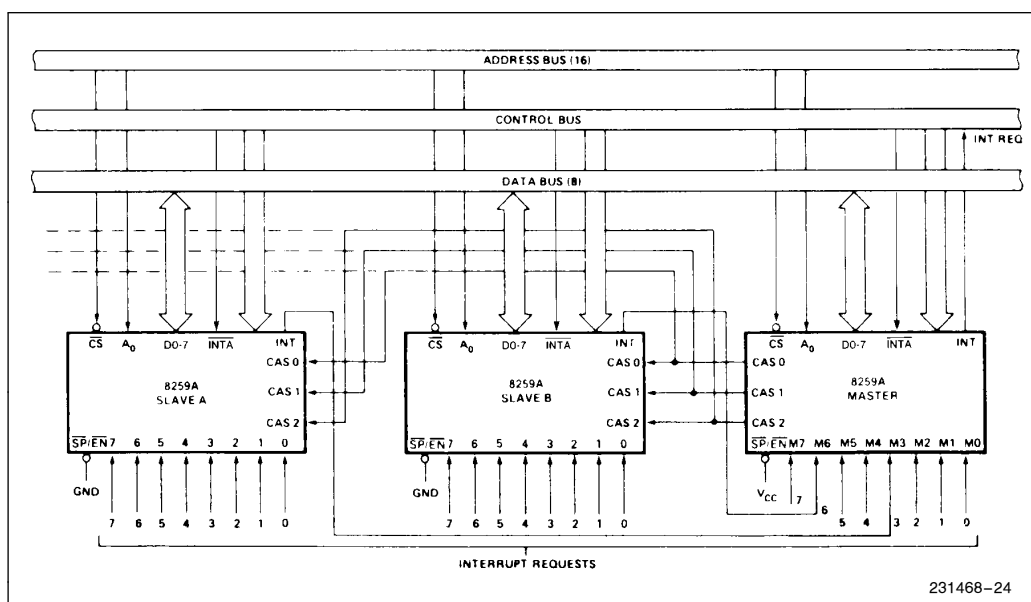 ADDRESS BUS (16)
CONTROL BUS
INT REQ
DATA BUS (8)
CS A0 D0-7 INTA INT
CAS 0
8259A
SLAVE A
CAS 1
CAS 2
SP/EN 7 6 5 4 3 2 1 0
GND
7 6 5 4 3 2 1 0
CS A0 D0-7 INTA INT
CAS 0
8259A
SLAVE B
CAS 1
CAS 2
SP/EN 7 6 5 4 3 2 1 0
GND
7 6 5 4 3 2 1 0
CS A0 D0-7 INTA INT
CAS 0
8259A
MASTER
CAS 1
CAS 2
SP/EN M7 M6 M5 M4 M3 M2 M1 M0
VCC
7 6 5 4 3 2 1 0
INTERRUPT REQUESTS
231468-24